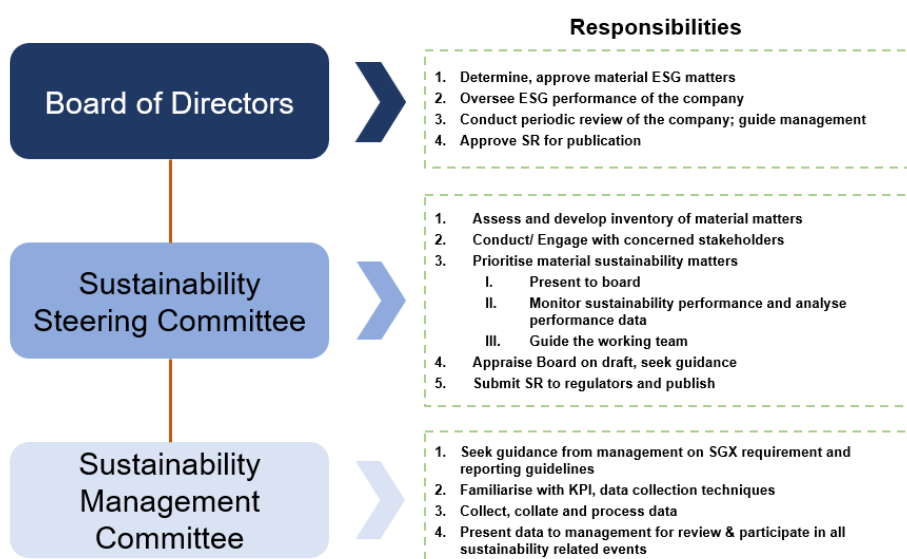 Responsibilities
Board of Directors
1. Determine, approve material ESG matters
2. Oversee ESG performance of the company
3. Conduct periodic review of the company; guide management
4. Approve SR for publication
Sustainability
Steering Committee
1. Assess and develop inventory of material matters
2. Conduct/ Engage with concerned stakeholders
3. Prioritise material sustainability matters
I. Present to board
II. Monitor sustainability performance and analyse
performance data
III. Guide the working team
4. Appraise Board on draft, seek guidance
5. Submit SR to regulators and publish
Sustainability
Management
Committee
1. Seek guidance from management on SGX requirement and
reporting guidelines
2. Familiarise with KPI, data collection techniques
3. Collect, collate and process data
4. Present data to management for review & participate in all
sustainability related events